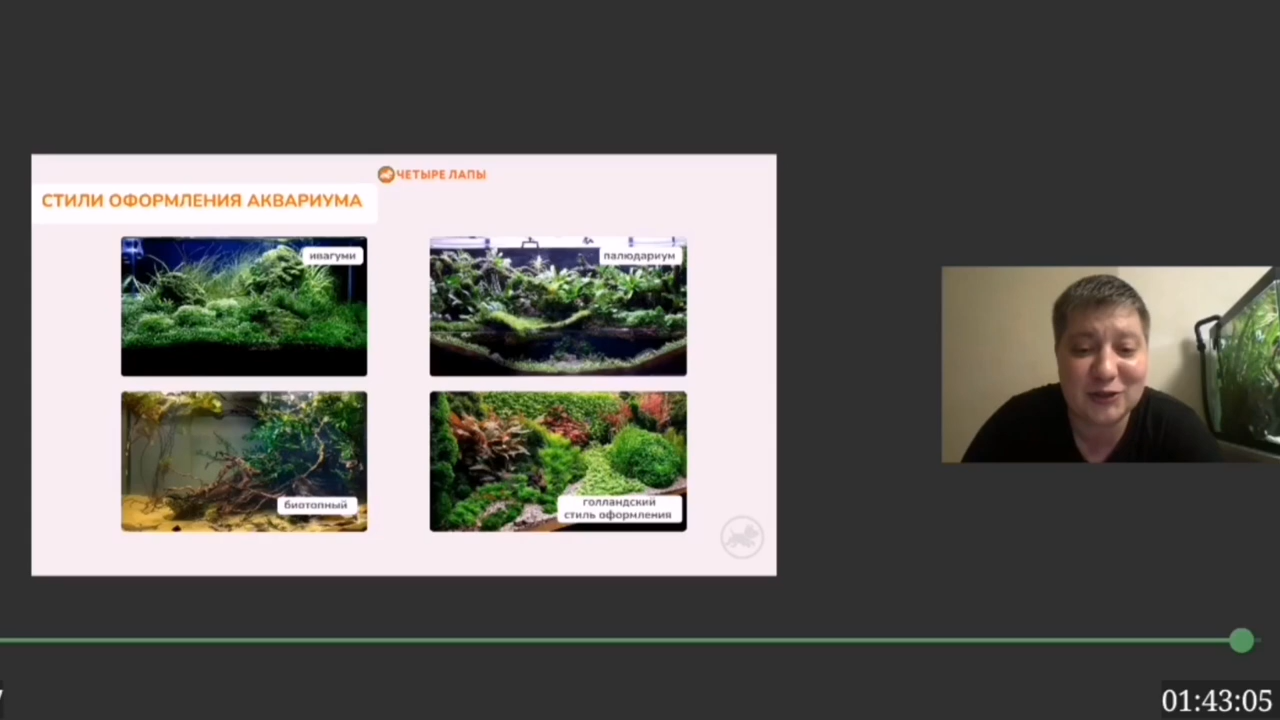 ЧЕТЫРЕ ЛАПЫ
СТИЛИ ОФОРМЛЕНИЯ АКВАРИУМА
ивагуми
палюдариум
биотопный
голландский
стиль оформления
01:43:05